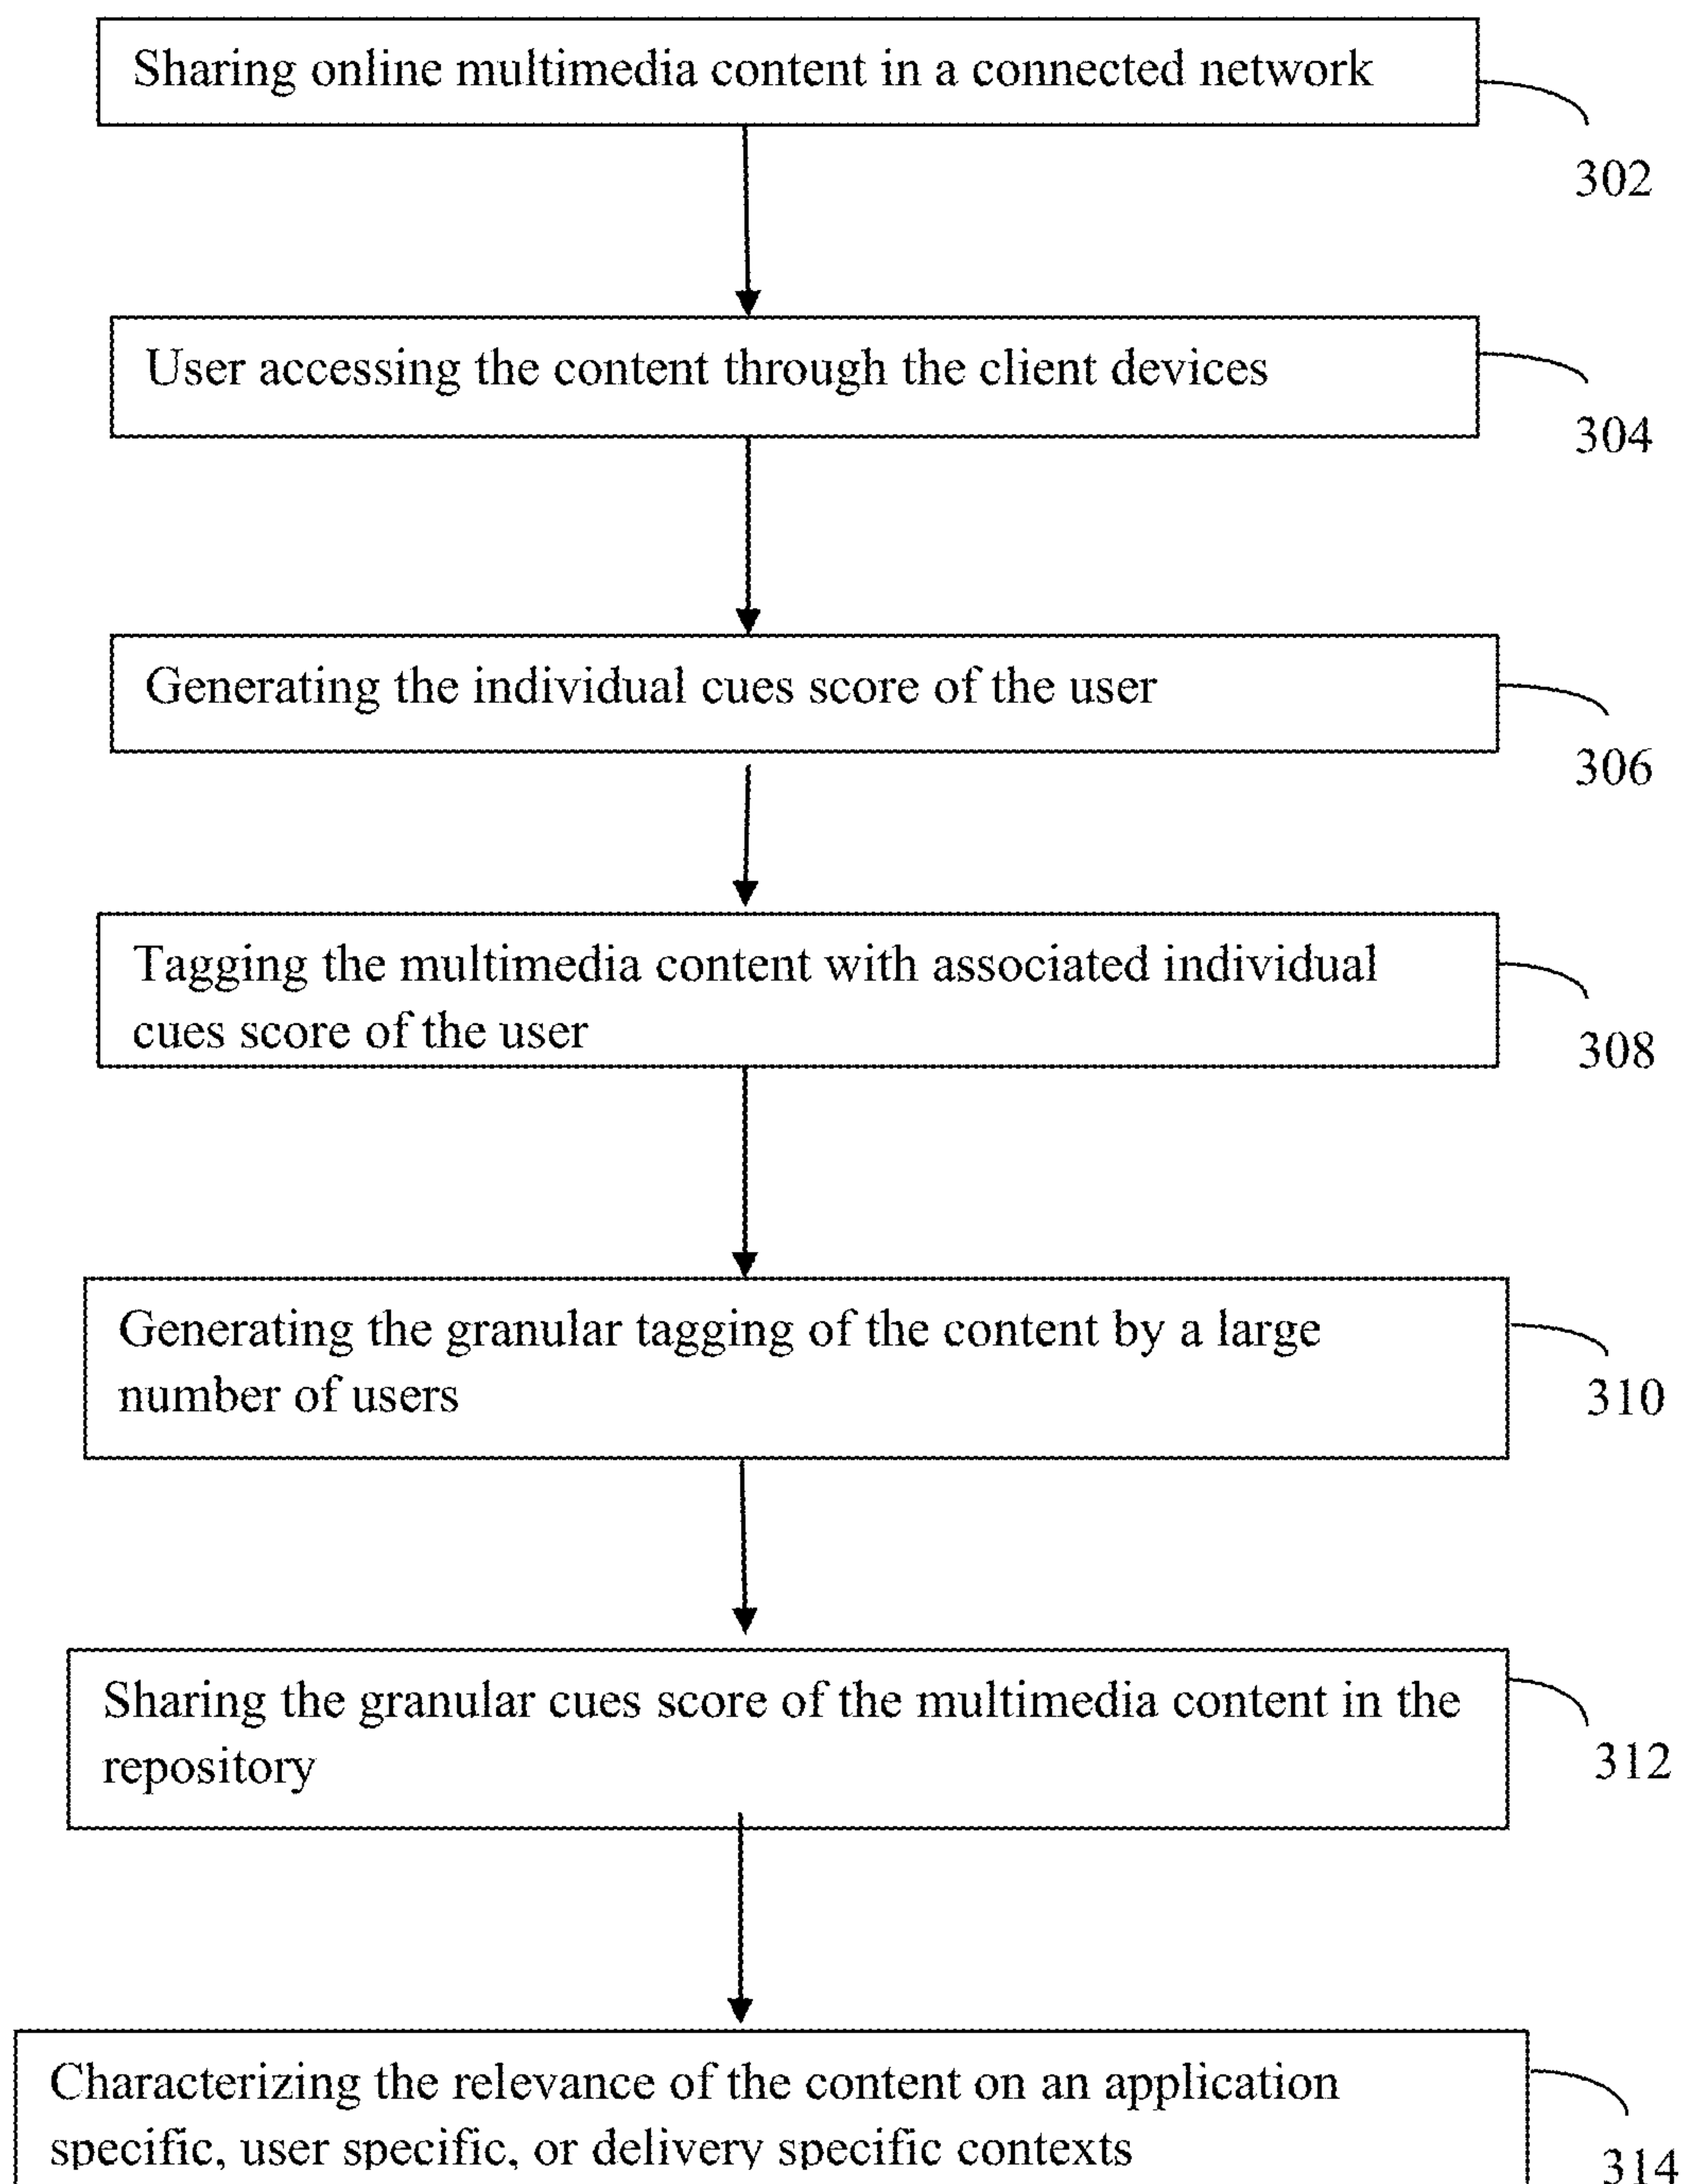 Sharing online multimedia content in a connected network
302
User accessing the content through the client devices
304
Generating the individual cues score of the user
306
Tagging the multimedia content with associated individual
cues score of the user
308
Generating the granular tagging of the content by a large
number of users
310
Sharing the granular cues score of the multimedia content in the
repository
312
Characterizing the relevance of the content on an application
specific, user specific, or delivery specific contexts
314